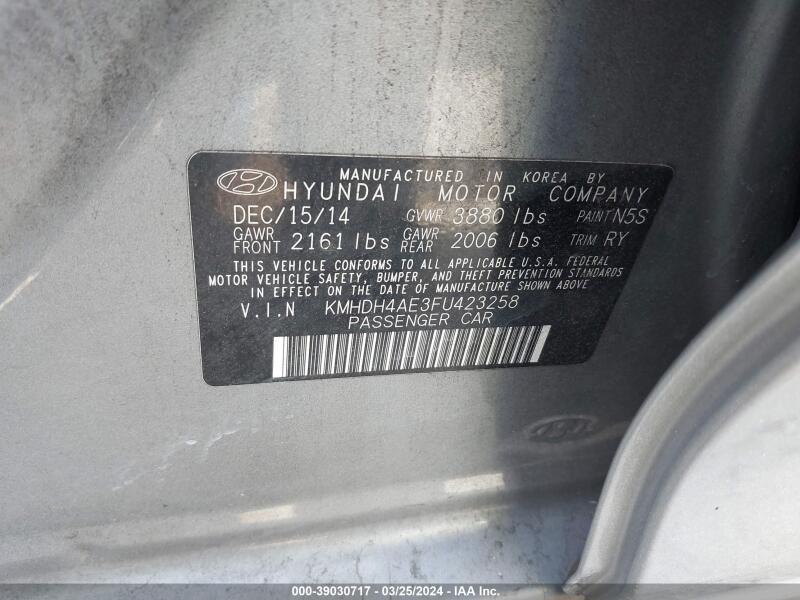 MANUFACTURED IN KOREA BY
HYUNDAI MOTOR COMPANY
DEC/15/14 GVWR 3880 lbs PAINT N5S
GAWR FRONT 2161 lbs GAWR REAR 2006 lbs TRIM RY
THIS VEHICLE CONFORMS TO ALL APPLICABLE U.S.A. FEDERAL
MOTOR VEHICLE SAFETY, BUMPER, AND THEFT PREVENTION STANDARDS
IN EFFECT ON THE DATE OF MANUFACTURE SHOWN ABOVE
V.I.N KMHDH4AE3FU423258
PASSENGER CAR
000-39030717 - 03/25/2024 - IAA Inc.